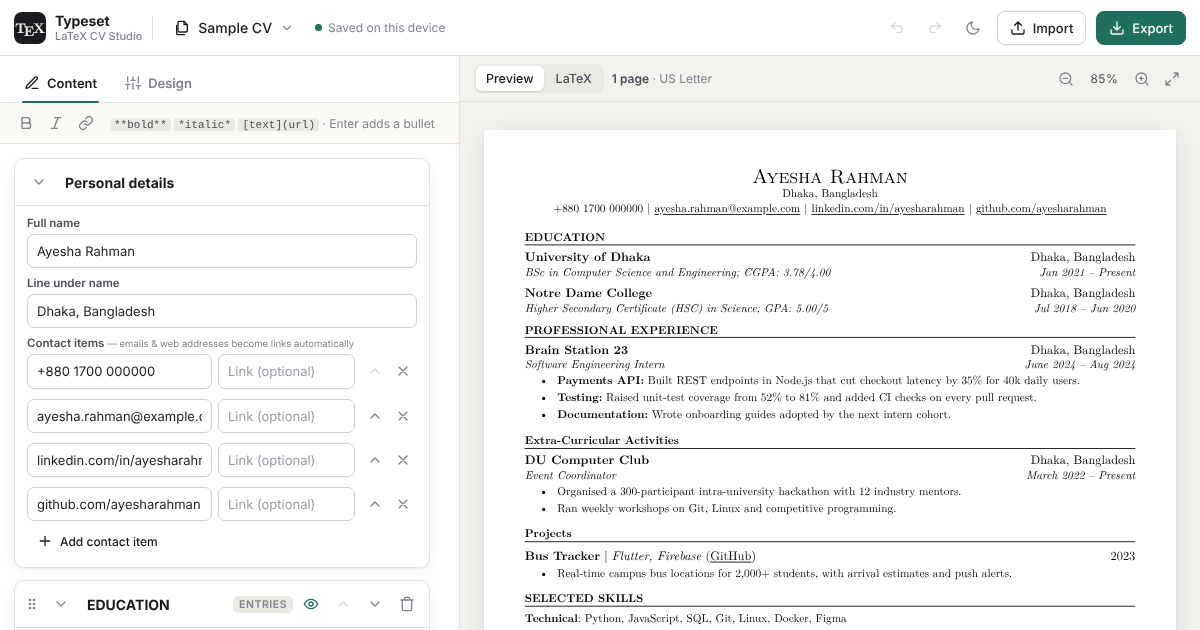 TEX
Typeset
LaTeX CV Studio
Sample CV
Saved on this device
Import
Export
Content
Design
**bold** *italic* [text](url) · Enter adds a bullet
Personal details
Full name
Ayesha Rahman
Line under name
Dhaka, Bangladesh
Contact items — emails & web addresses become links automatically
+880 1700 000000
Link (optional)
ayesha.rahman@example.c
Link (optional)
linkedin.com/in/ayesharahr
Link (optional)
github.com/ayesharahman
Link (optional)
Add contact item
EDUCATION
ENTRIES
Preview
LaTeX
1 page · US Letter
85%
Ayesha Rahman
Dhaka, Bangladesh
+880 1700 000000 | ayesha.rahman@example.com | linkedin.com/in/ayesharahman | github.com/ayesharahman
EDUCATION
University of Dhaka Dhaka, Bangladesh
BSc in Computer Science and Engineering; CGPA: 3.78/4.00 Jan 2021 – Present
Notre Dame College Dhaka, Bangladesh
Higher Secondary Certificate (HSC) in Science; GPA: 5.00/5 Jul 2018 – Jun 2020
PROFESSIONAL EXPERIENCE
Brain Station 23 Dhaka, Bangladesh
Software Engineering Intern June 2024 – Aug 2024
• Payments API: Built REST endpoints in Node.js that cut checkout latency by 35% for 40k daily users.
• Testing: Raised unit-test coverage from 52% to 81% and added CI checks on every pull request.
• Documentation: Wrote onboarding guides adopted by the next intern cohort.
Extra-Curricular Activities
DU Computer Club Dhaka, Bangladesh
Event Coordinator March 2022 – Present
• Organised a 300-participant intra-university hackathon with 12 industry mentors.
• Ran weekly workshops on Git, Linux and competitive programming.
Projects
Bus Tracker | Flutter, Firebase (GitHub) 2023
• Real-time campus bus locations for 2,000+ students, with arrival estimates and push alerts.
SELECTED SKILLS
Technical: Python, JavaScript, SQL, Git, Linux, Docker, Figma